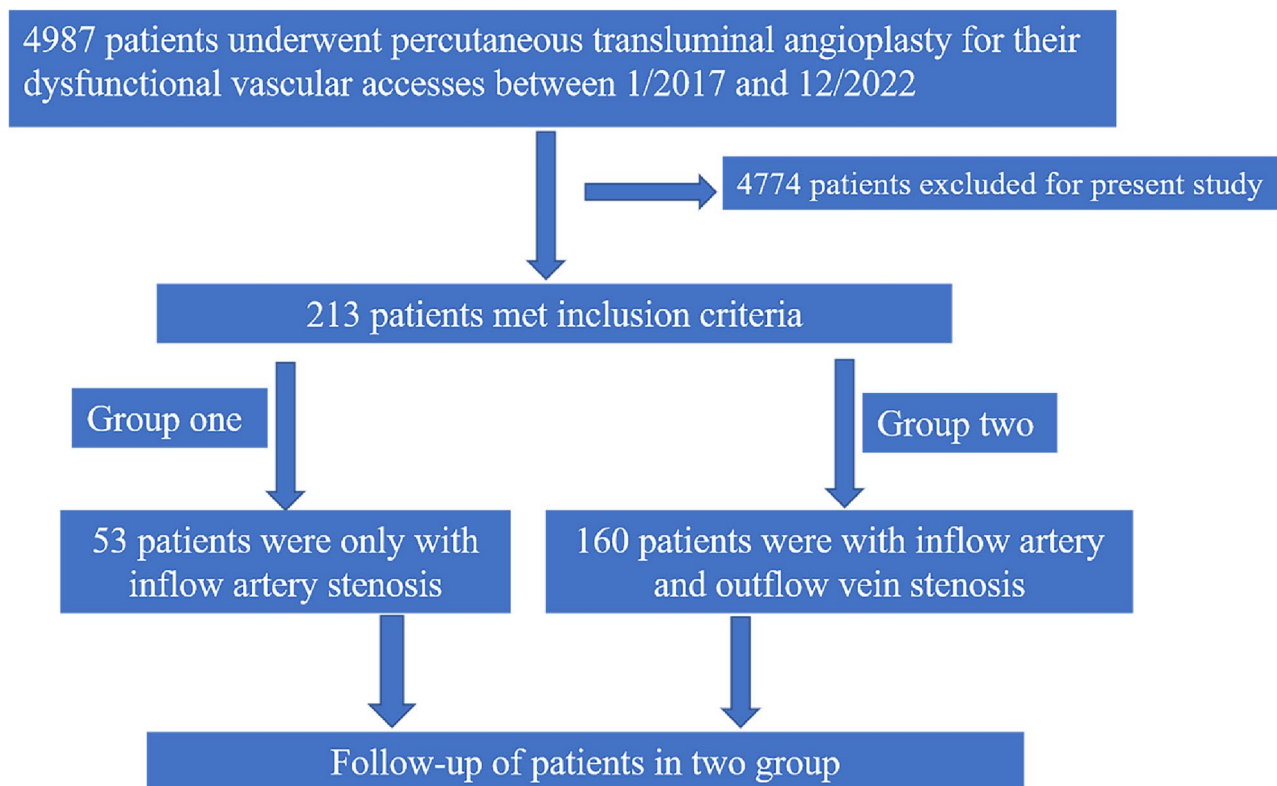 4987 patients underwent percutaneous transluminal angioplasty for their
dysfunctional vascular accesses between 1/2017 and 12/2022
4774 patients excluded for present study
213 patients met inclusion criteria
Group one
Group two
53 patients were only with
inflow artery stenosis
160 patients were with inflow artery
and outflow vein stenosis
Follow-up of patients in two group